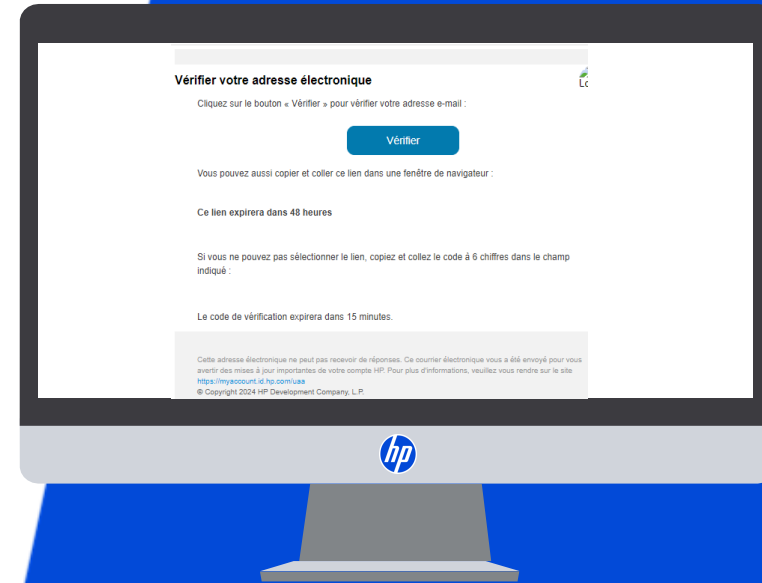 Vérifier votre adresse électronique
Cliquez sur le bouton « Vérifier » pour vérifier votre adresse e-mail :
Vérifier
Vous pouvez aussi copier et coller ce lien dans une fenêtre de navigateur :
Ce lien expirera dans 48 heures
Si vous ne pouvez pas sélectionner le lien, copiez et collez le code à 6 chiffres dans le champ
indiqué :
Le code de vérification expirera dans 15 minutes.
Cette adresse électronique ne peut pas recevoir de réponses. Ce courrier électronique vous a été envoyé pour vous
avertir des mises à jour importantes de votre compte HP. Pour plus d'informations, veuillez vous rendre sur le site
https://myaccount.id.hp.com/uaa
© Copyright 2024 HP Development Company, L.P.
hp